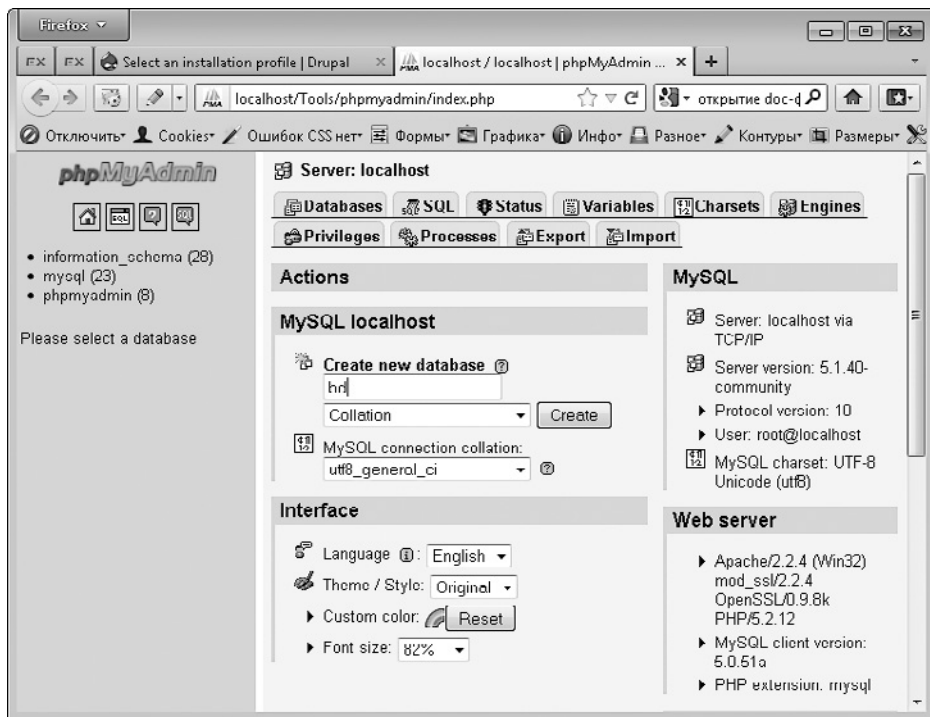 Firefox
Select an installation profile | Drupal
localhost / localhost | phpMyAdmin ...
localhost/Tools/phpmyadmin/index.php
открытие doc-ф
Отключить
Cookies
Ошибок CSS нет
Формы
Графика
Инфо
Разное
Контуры
Размеры
phpMyAdmin
information_schema (28)
mysql (23)
phpmyadmin (8)
Please select a database
Server: localhost
Databases
SQL
Status
Variables
Charsets
Engines
Privileges
Processes
Export
Import
Actions
MySQL localhost
Create new database
Collation
Create
MySQL connection collation:
utf8_general_ci
Interface
Language
:
English
Theme / Style:
Original
Custom color:
Reset
Font size:
82%
MySQL
Server: localhost via
TCP/IP
Server version: 5.1.40-
community
Protocol version: 10
User: root@localhost
MySQL charset: UTF-8
Unicode (utf8)
Web server
Apache/2.2.4 (Win32)
mod_ssl/2.2.4
OpenSSL/0.9.8k
PHP/5.2.12
MySQL client version:
5.0.51a
PHP extension: mysql